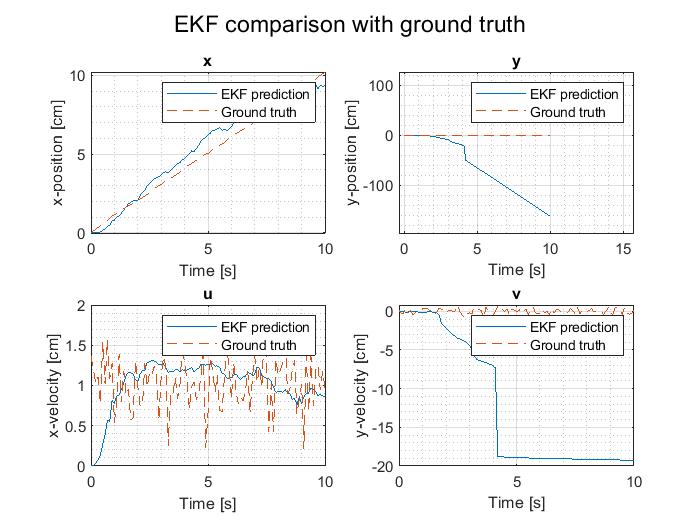 EKF comparison with ground truth
x
10
5
0
x-position [cm]
EKF prediction
Ground truth
0
5
10
Time [s]
y
100
0
-100
y-position [cm]
EKF prediction
Ground truth
0
5
10
15
Time [s]
u
2
1.5
1
0.5
0
x-velocity [cm]
EKF prediction
Ground truth
0
5
10
Time [s]
v
0
-5
-10
-15
-20
y-velocity [cm]
EKF prediction
Ground truth
0
5
10
Time [s]